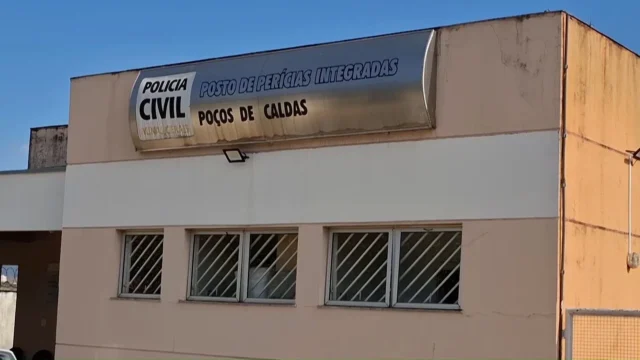 POLICIA
CIVIL
POSTO DE PERÍCIAS INTEGRADAS
POÇOS DE CALDAS